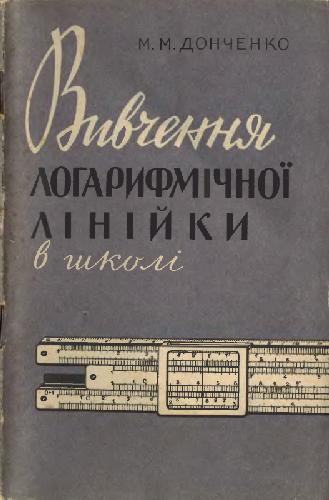 М. М. ДОНЧЕНКО
Вивчення
ЛОГАРИФМІЧНОЇ
ЛІНІЙКИ
в школі